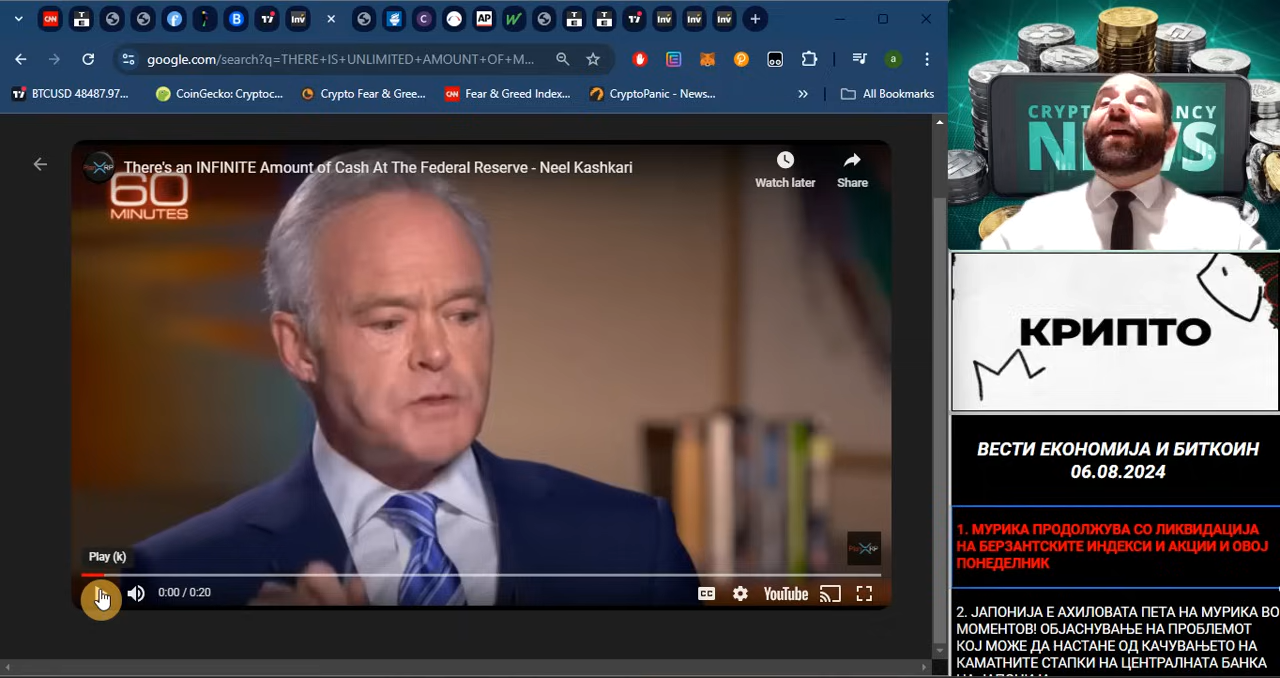 google.com/search?q=THERE+IS+UNLIMITED+AMOUNT+OF+M...
a
BTCUSD 48487.97...
CoinGecko: Cryptoc...
Crypto Fear & Gree...
Fear & Greed Index...
CryptoPanic - News...
All Bookmarks
There's an INFINITE Amount of Cash At The Federal Reserve - Neel Kashkari
Watch later
Share
60
MINUTES
Play (k)
0:00 / 0:20
CC
YouTube
NEWS
КРИПТО
ВЕСТИ ЕКОНОМИЈА И БИТКОИН
06.08.2024
1. МУРИКА ПРОДОЛЖУВА СО ЛИКВИДАЦИЈА
НА БЕРЗАНТСКИТЕ ИНДЕКСИ И АКЦИИ И ОВОЈ
ПОНЕДЕЛНИК
2. ЈАПОНИЈА Е АХИЛОВАТА ПЕТА НА МУРИКА ВО
МОМЕНТОВ! ОБЈАСНУВАЊЕ НА ПРОБЛЕМОТ
КОЈ МОЖЕ ДА НАСТАНЕ ОД КАЧУВАЊЕТО НА
КАМАТНИТЕ СТАПКИ НА ЦЕНТРАЛНАТА БАНКА